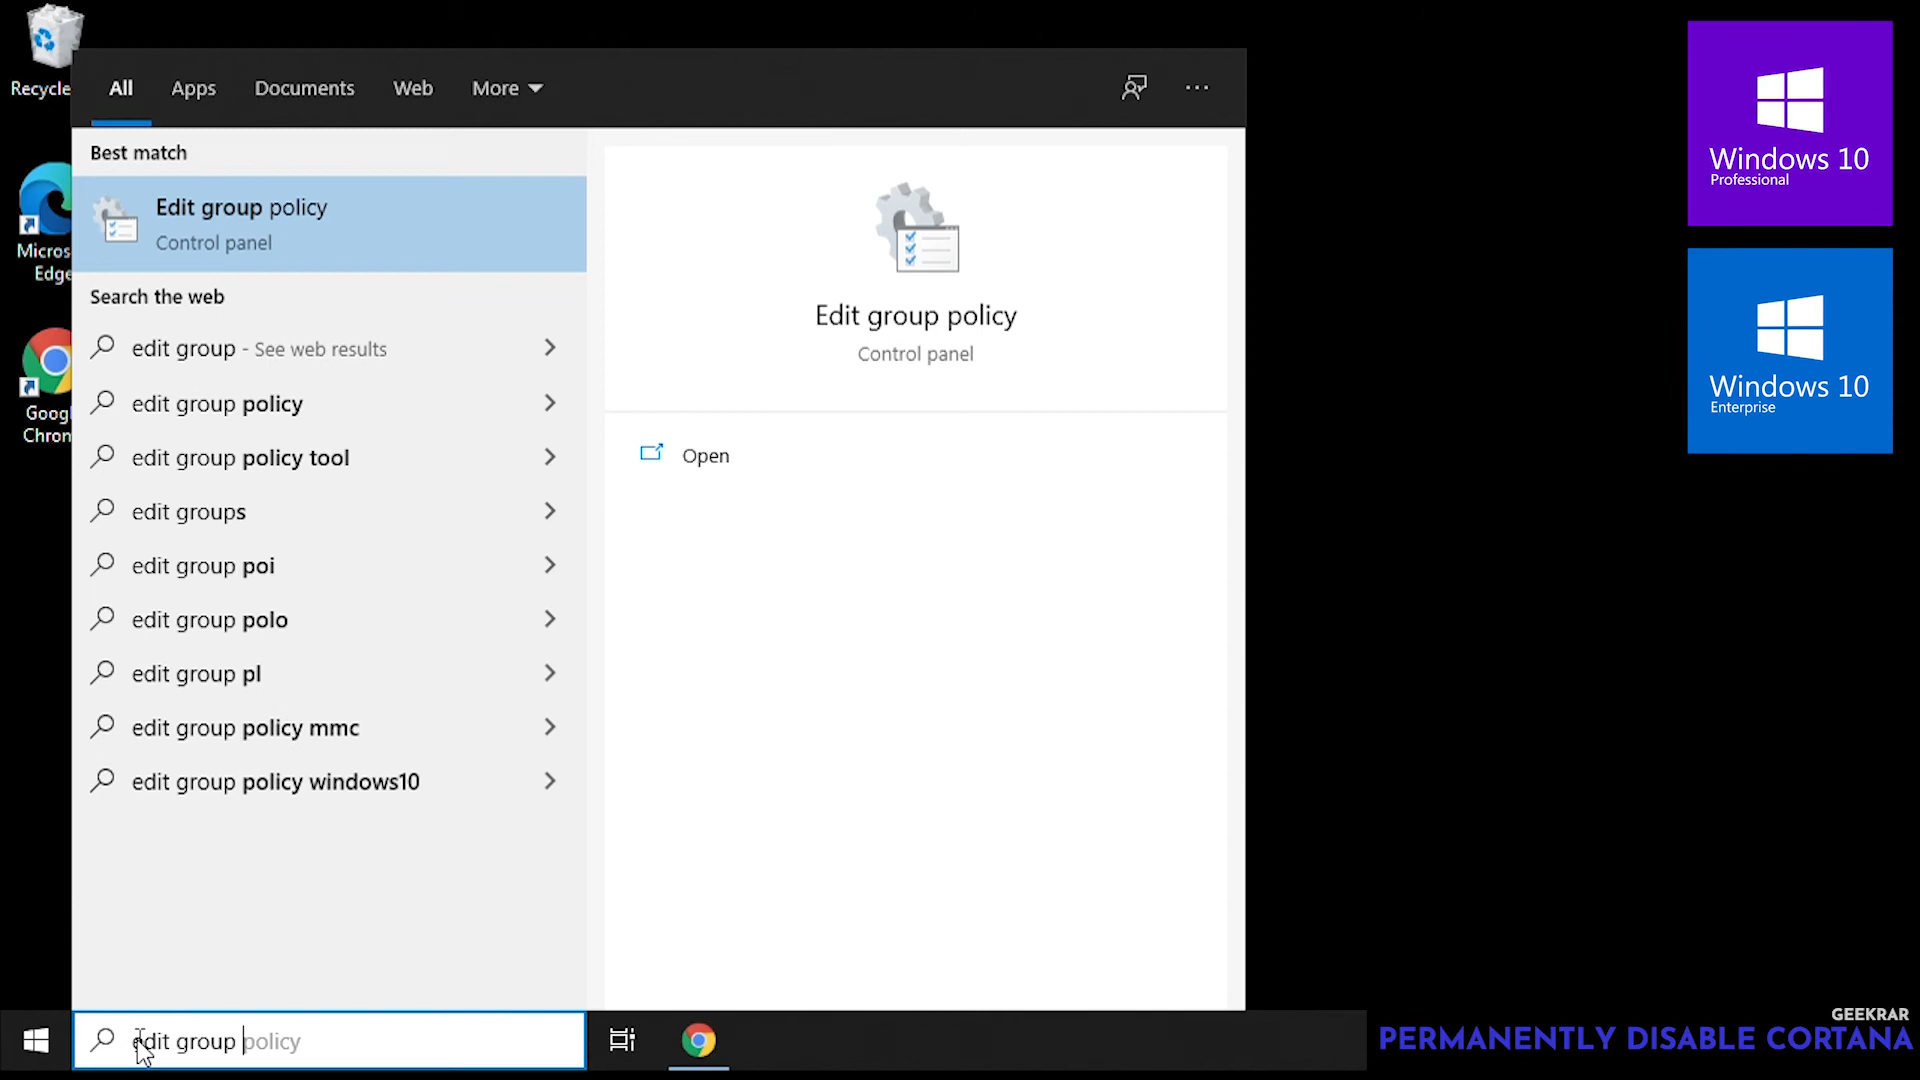 Recycle
Micros
Edge
Googl
Chron
All Apps Documents Web More
Best match
Edit group policy
Control panel
Search the web
edit group - See web results
edit group policy
edit group policy tool
edit groups
edit group poi
edit group polo
edit group pl
edit group policy mmc
edit group policy windows10
Edit group policy
Control panel
Open
Windows 10
Professional
Windows 10
Enterprise
edit group policy
GEEKRAR
PERMANENTLY DISABLE CORTANA